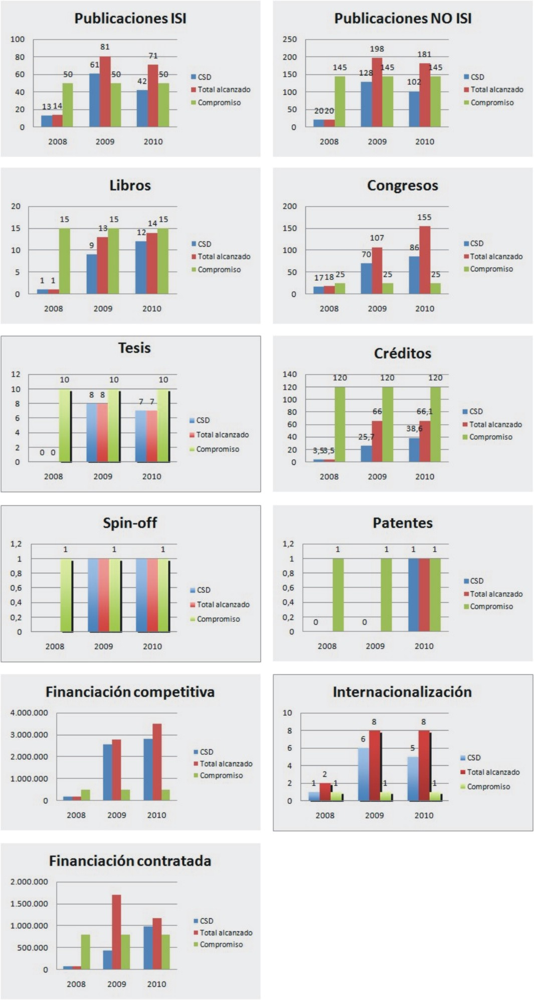 Publicaciones ISI
100
80
60
40
20
0
13 14 50
61 81 50
42 71 50
2008 2009 2010
CSD
Total alcanzado
Compromiso
Publicaciones NO ISI
250
200
150
100
50
0
20 20 145
128 198 145
102 181 145
2008 2009 2010
CSD
Total alcanzado
Compromiso
Libros
20
15
10
5
0
1 1 15
9 13 15
12 14 15
2008 2009 2010
CSD
Total alcanzado
Compromiso
Congresos
200
150
100
50
0
17 18 25
70 107 25
86 155 25
2008 2009 2010
CSD
Total alcanzado
Compromiso
Tesis
12
10
8
6
4
2
0
0 0 10
8 8 10
7 7 10
2008 2009 2010
CSD
Total alcanzado
Compromiso
Créditos
140
120
100
80
60
40
20
0
3,5 3,5 120
25,7 66 120
38,6 66,1 120
2008 2009 2010
CSD
Total alcanzado
Compromiso
Spin-off
1,2
1
0,8
0,6
0,4
0,2
0
1 1 1
2008 2009 2010
CSD
Total alcanzado
Compromiso
Patentes
1,2
1
0,8
0,6
0,4
0,2
0
0 1
0 1
1 1
2008 2009 2010
CSD
Total alcanzado
Compromiso
Financiación competitiva
4.000.000
3.000.000
2.000.000
1.000.000
0
2008 2009 2010
CSD
Total alcanzado
Compromiso
Internacionalización
10
8
6
4
2
0
1 2 1
6 8 1
5 8 1
2008 2009 2010
CSD
Total alcanzado
Compromiso
Financiación contratada
2.000.000
1.500.000
1.000.000
500.000
0
2008 2009 2010
CSD
Total alcanzado
Compromiso